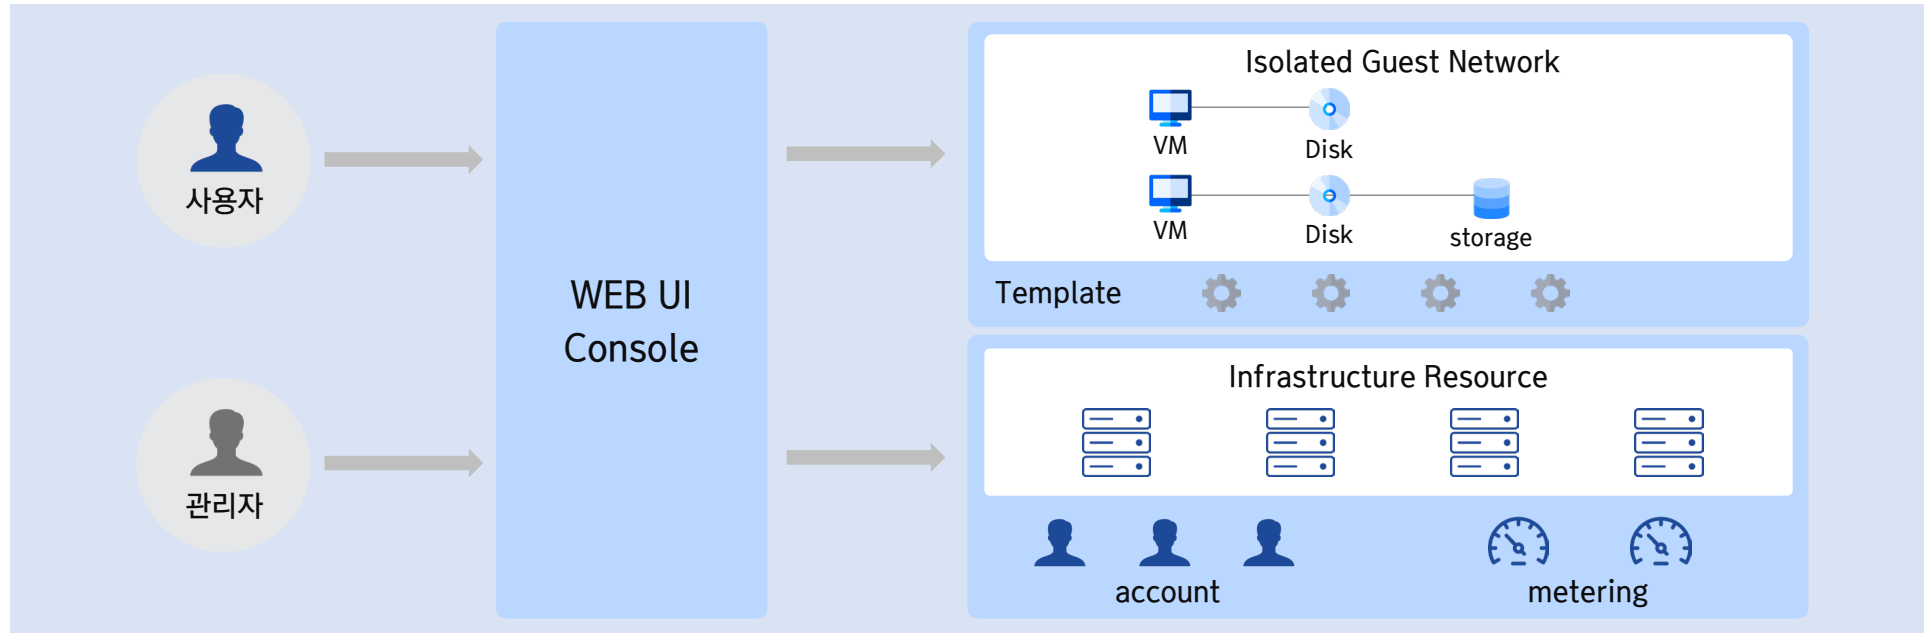 사용자
관리자
WEB UI
Console
Isolated Guest Network
VM
Disk
VM
Disk
storage
Template
Infrastructure Resource
account
metering